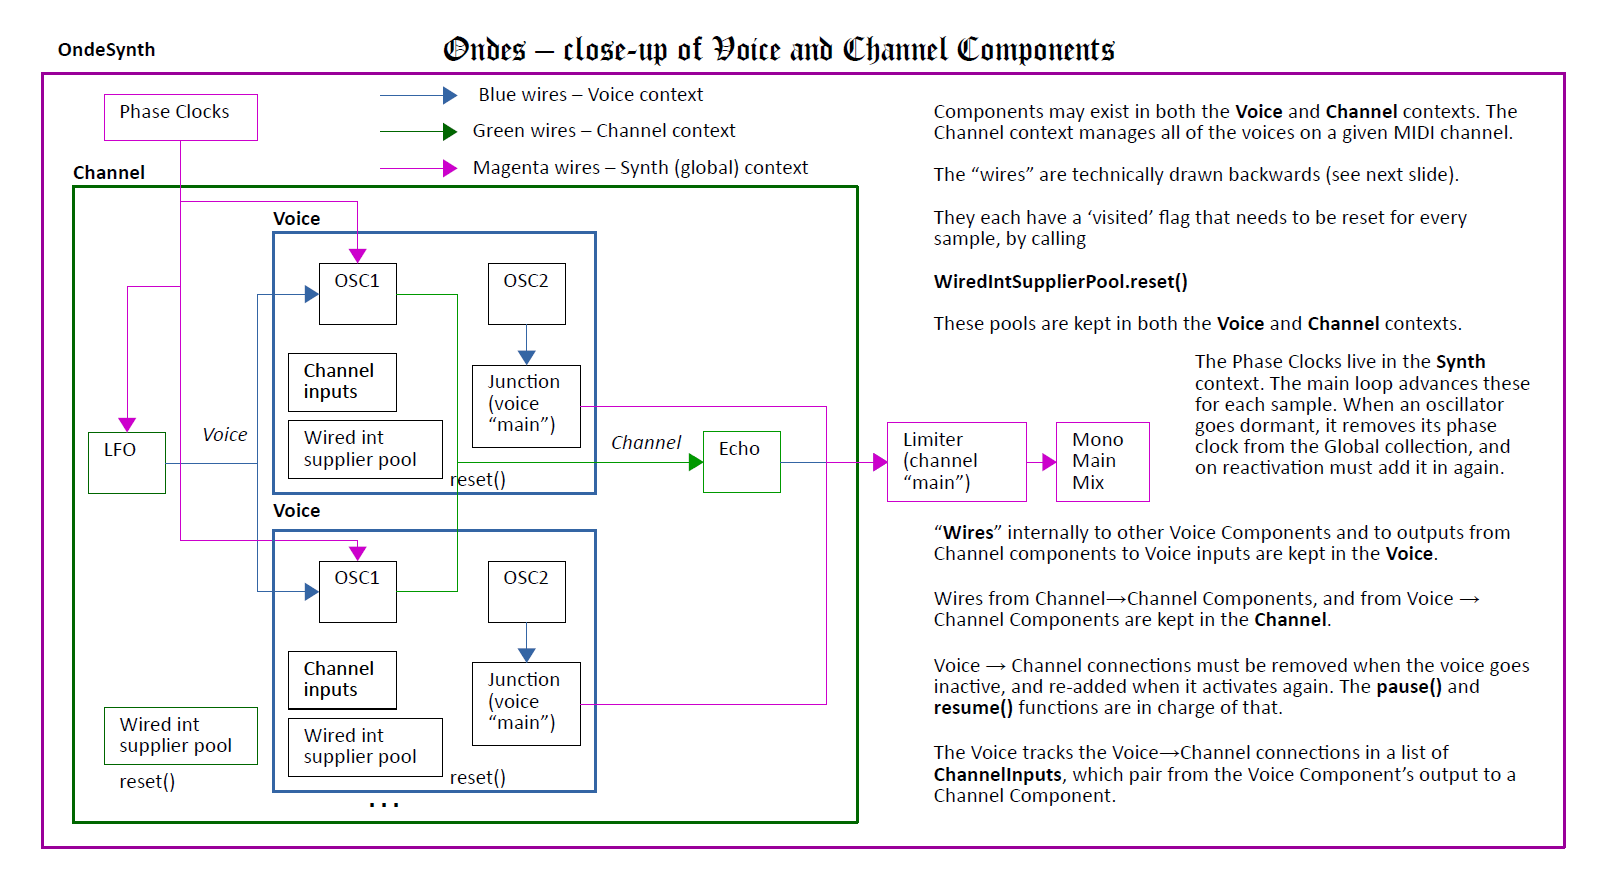 OndeSynth
Ondes – close-up of Voice and Channel Components
Phase Clocks
Blue wires – Voice context
Green wires – Channel context
Magenta wires – Synth (global) context
Channel
Voice
OSC1
OSC2
Channel
inputs
Junction
(voice
“main”)
Wired int
supplier pool
reset()
Voice
LFO
Channel
Echo
Limiter
(channel
“main”)
Mono
Main
Mix
Voice
OSC1
OSC2
Channel
inputs
Junction
(voice
“main”)
Wired int
supplier pool
reset()
Wired int
supplier pool
reset()
...
Components may exist in both the Voice and Channel contexts. The
Channel context manages all of the voices on a given MIDI channel.
The “wires” are technically drawn backwards (see next slide).
They each have a ‘visited’ flag that needs to be reset for every
sample, by calling
WiredIntSupplierPool.reset()
These pools are kept in both the Voice and Channel contexts.
The Phase Clocks live in the Synth
context. The main loop advances these
for each sample. When an oscillator
goes dormant, it removes its phase
clock from the Global collection, and
on reactivation must add it in again.
“Wires” internally to other Voice Components and to outputs from
Channel components to Voice inputs are kept in the Voice.
Wires from Channel→Channel Components, and from Voice →
Channel Components are kept in the Channel.
Voice → Channel connections must be removed when the voice goes
inactive, and re-added when it activates again. The pause() and
resume() functions are in charge of that.
The Voice tracks the Voice→Channel connections in a list of
ChannelInputs, which pair from the Voice Component’s output to a
Channel Component.